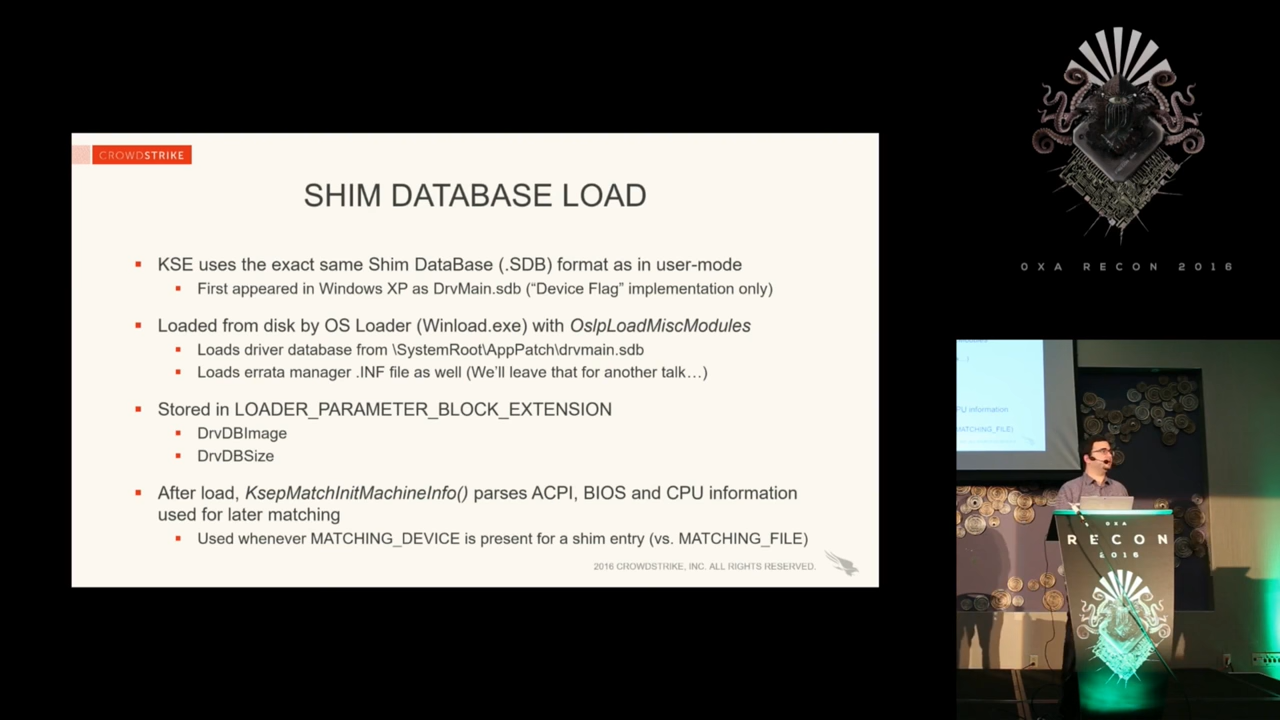 CROWDSTRIKE
SHIM DATABASE LOAD
KSE uses the exact same Shim DataBase (.SDB) format as in user-mode
First appeared in Windows XP as DrvMain.sdb (“Device Flag” implementation only)
Loaded from disk by OS Loader (Winload.exe) with OslpLoadMiscModules
Loads driver database from \SystemRoot\AppPatch\drvmain.sdb
Loads errata manager .INF file as well (We’ll leave that for another talk…)
Stored in LOADER_PARAMETER_BLOCK_EXTENSION
DrvDBImage
DrvDBSize
After load, KsepMatchInitMachineInfo() parses ACPI, BIOS and CPU information
used for later matching
Used whenever MATCHING_DEVICE is present for a shim entry (vs. MATCHING_FILE)
2016 CROWDSTRIKE, INC. ALL RIGHTS RESERVED.
0XA RECON 2016
PU information
MATCHING_FILE)
0XA
RECON
2016